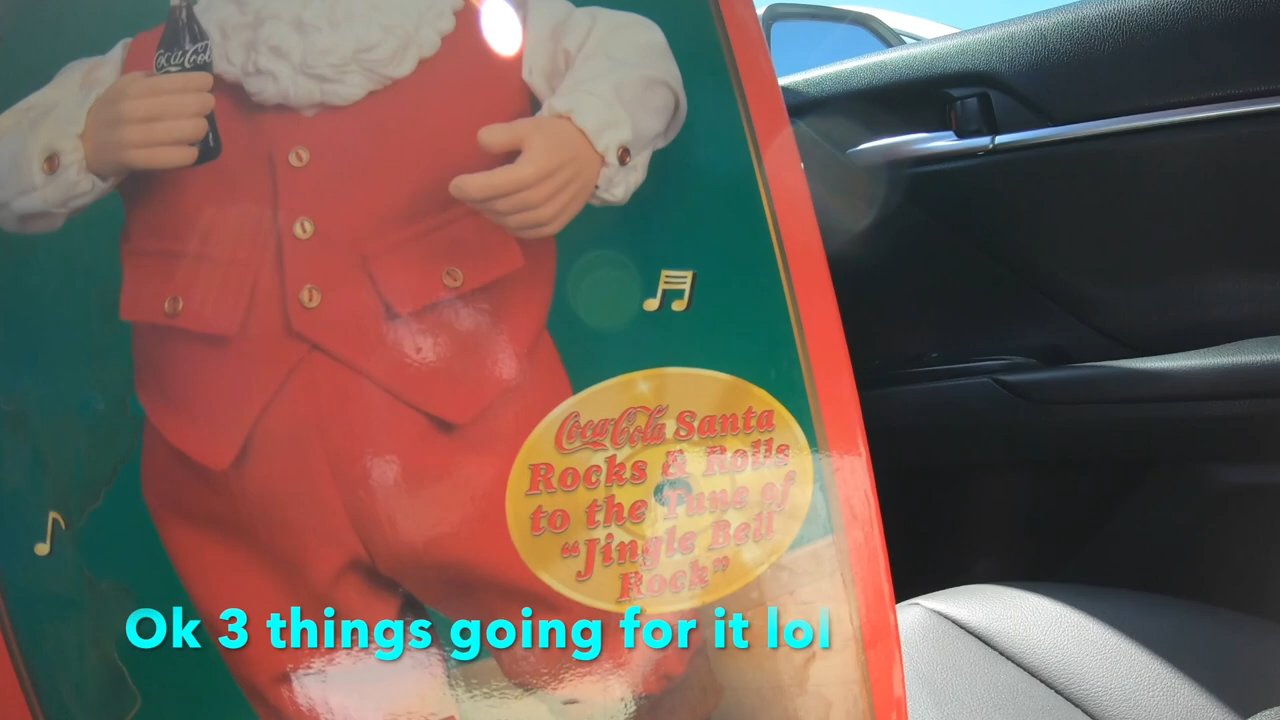 Coca-Cola
Coca-Cola Santa
Rocks & Rolls
to the Tune of
"Jingle Bell
Rock"
Ok 3 things going for it lol